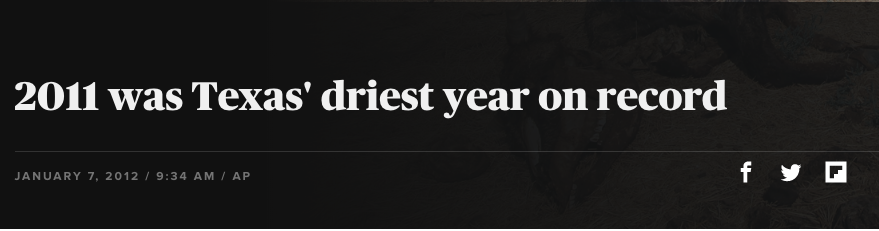 2011 was Texas' driest year on record
JANUARY 7, 2012 / 9:34 AM / AP